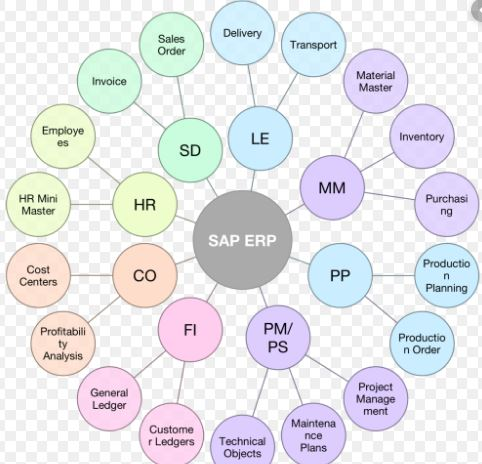 Delivery
Sales
Order
Transport
Invoice
Material
Master
Employe
es
SD
LE
Inventory
MM
HR Mini
Master
HR
Purchasi
ng
SAP ERP
Cost
Centers
CO
PP
Productio
n
Planning
Profitabili
ty
Analysis
FI
PM/
PS
Productio
n Order
General
Ledger
Project
Manage
ment
Custome
r Ledgers
Technical
Objects
Maintena
nce
Plans